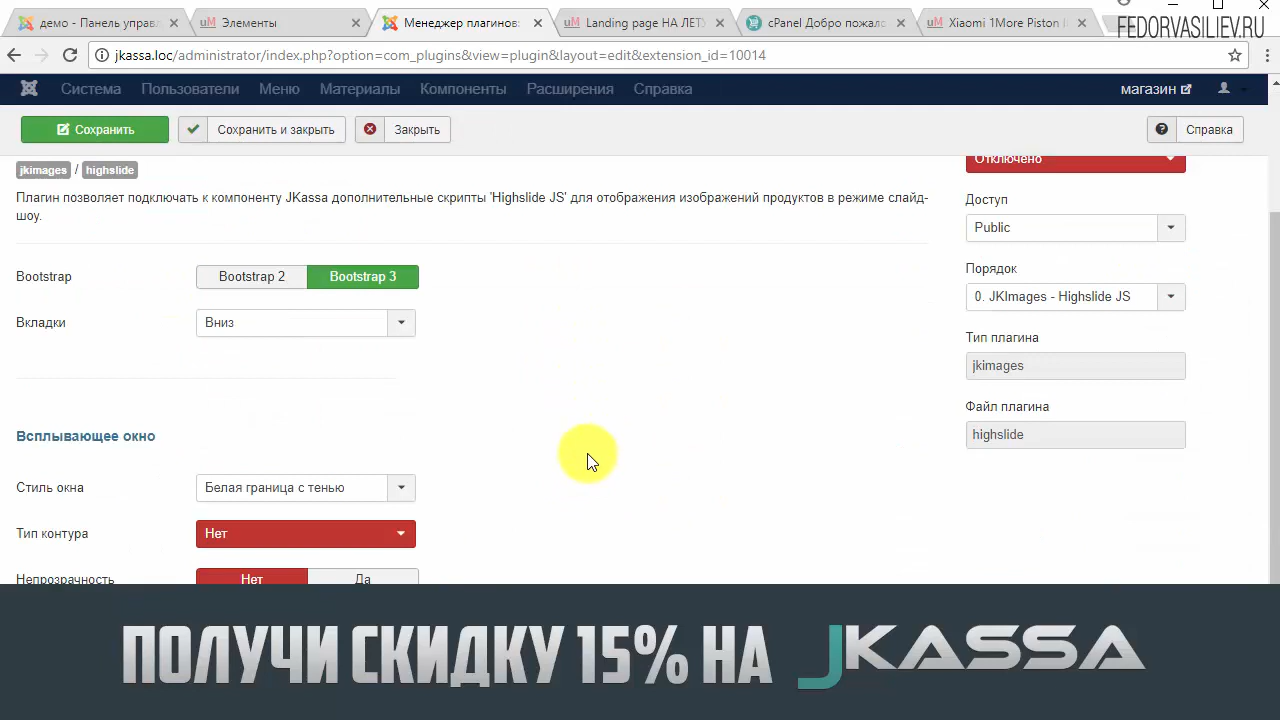 демо - Панель управл
Элементы
Менеджер плагинов:
Landing page НА ЛЕТУ
cPanel Добро пожал
Xiaomi 1More Piston I
FEDORVASILIEV.RU
jkassa.loc/administrator/index.php?option=com_plugins&view=plugin&layout=edit&extension_id=10014
Система Пользователи Меню Материалы Компоненты Расширения Справка магазин
Сохранить Сохранить и закрыть Закрыть Справка
jkimages / highslide
Отключено
Плагин позволяет подключать к компоненту JKassa дополнительные скрипты 'Highslide JS' для отображения изображений продуктов в режиме слайд-
шоу.
Доступ
Public
Bootstrap Bootstrap 2 Bootstrap 3
Порядок
0. JKImages - Highslide JS
Вкладки Вниз
Тип плагина
jkimages
Файл плагина
highslide
Всплывающее окно
Стиль окна Белая граница с тенью
Тип контура Нет
Непрозрачность Нет Да
ПОЛУЧИ СКИДКУ 15% НА JKASSA